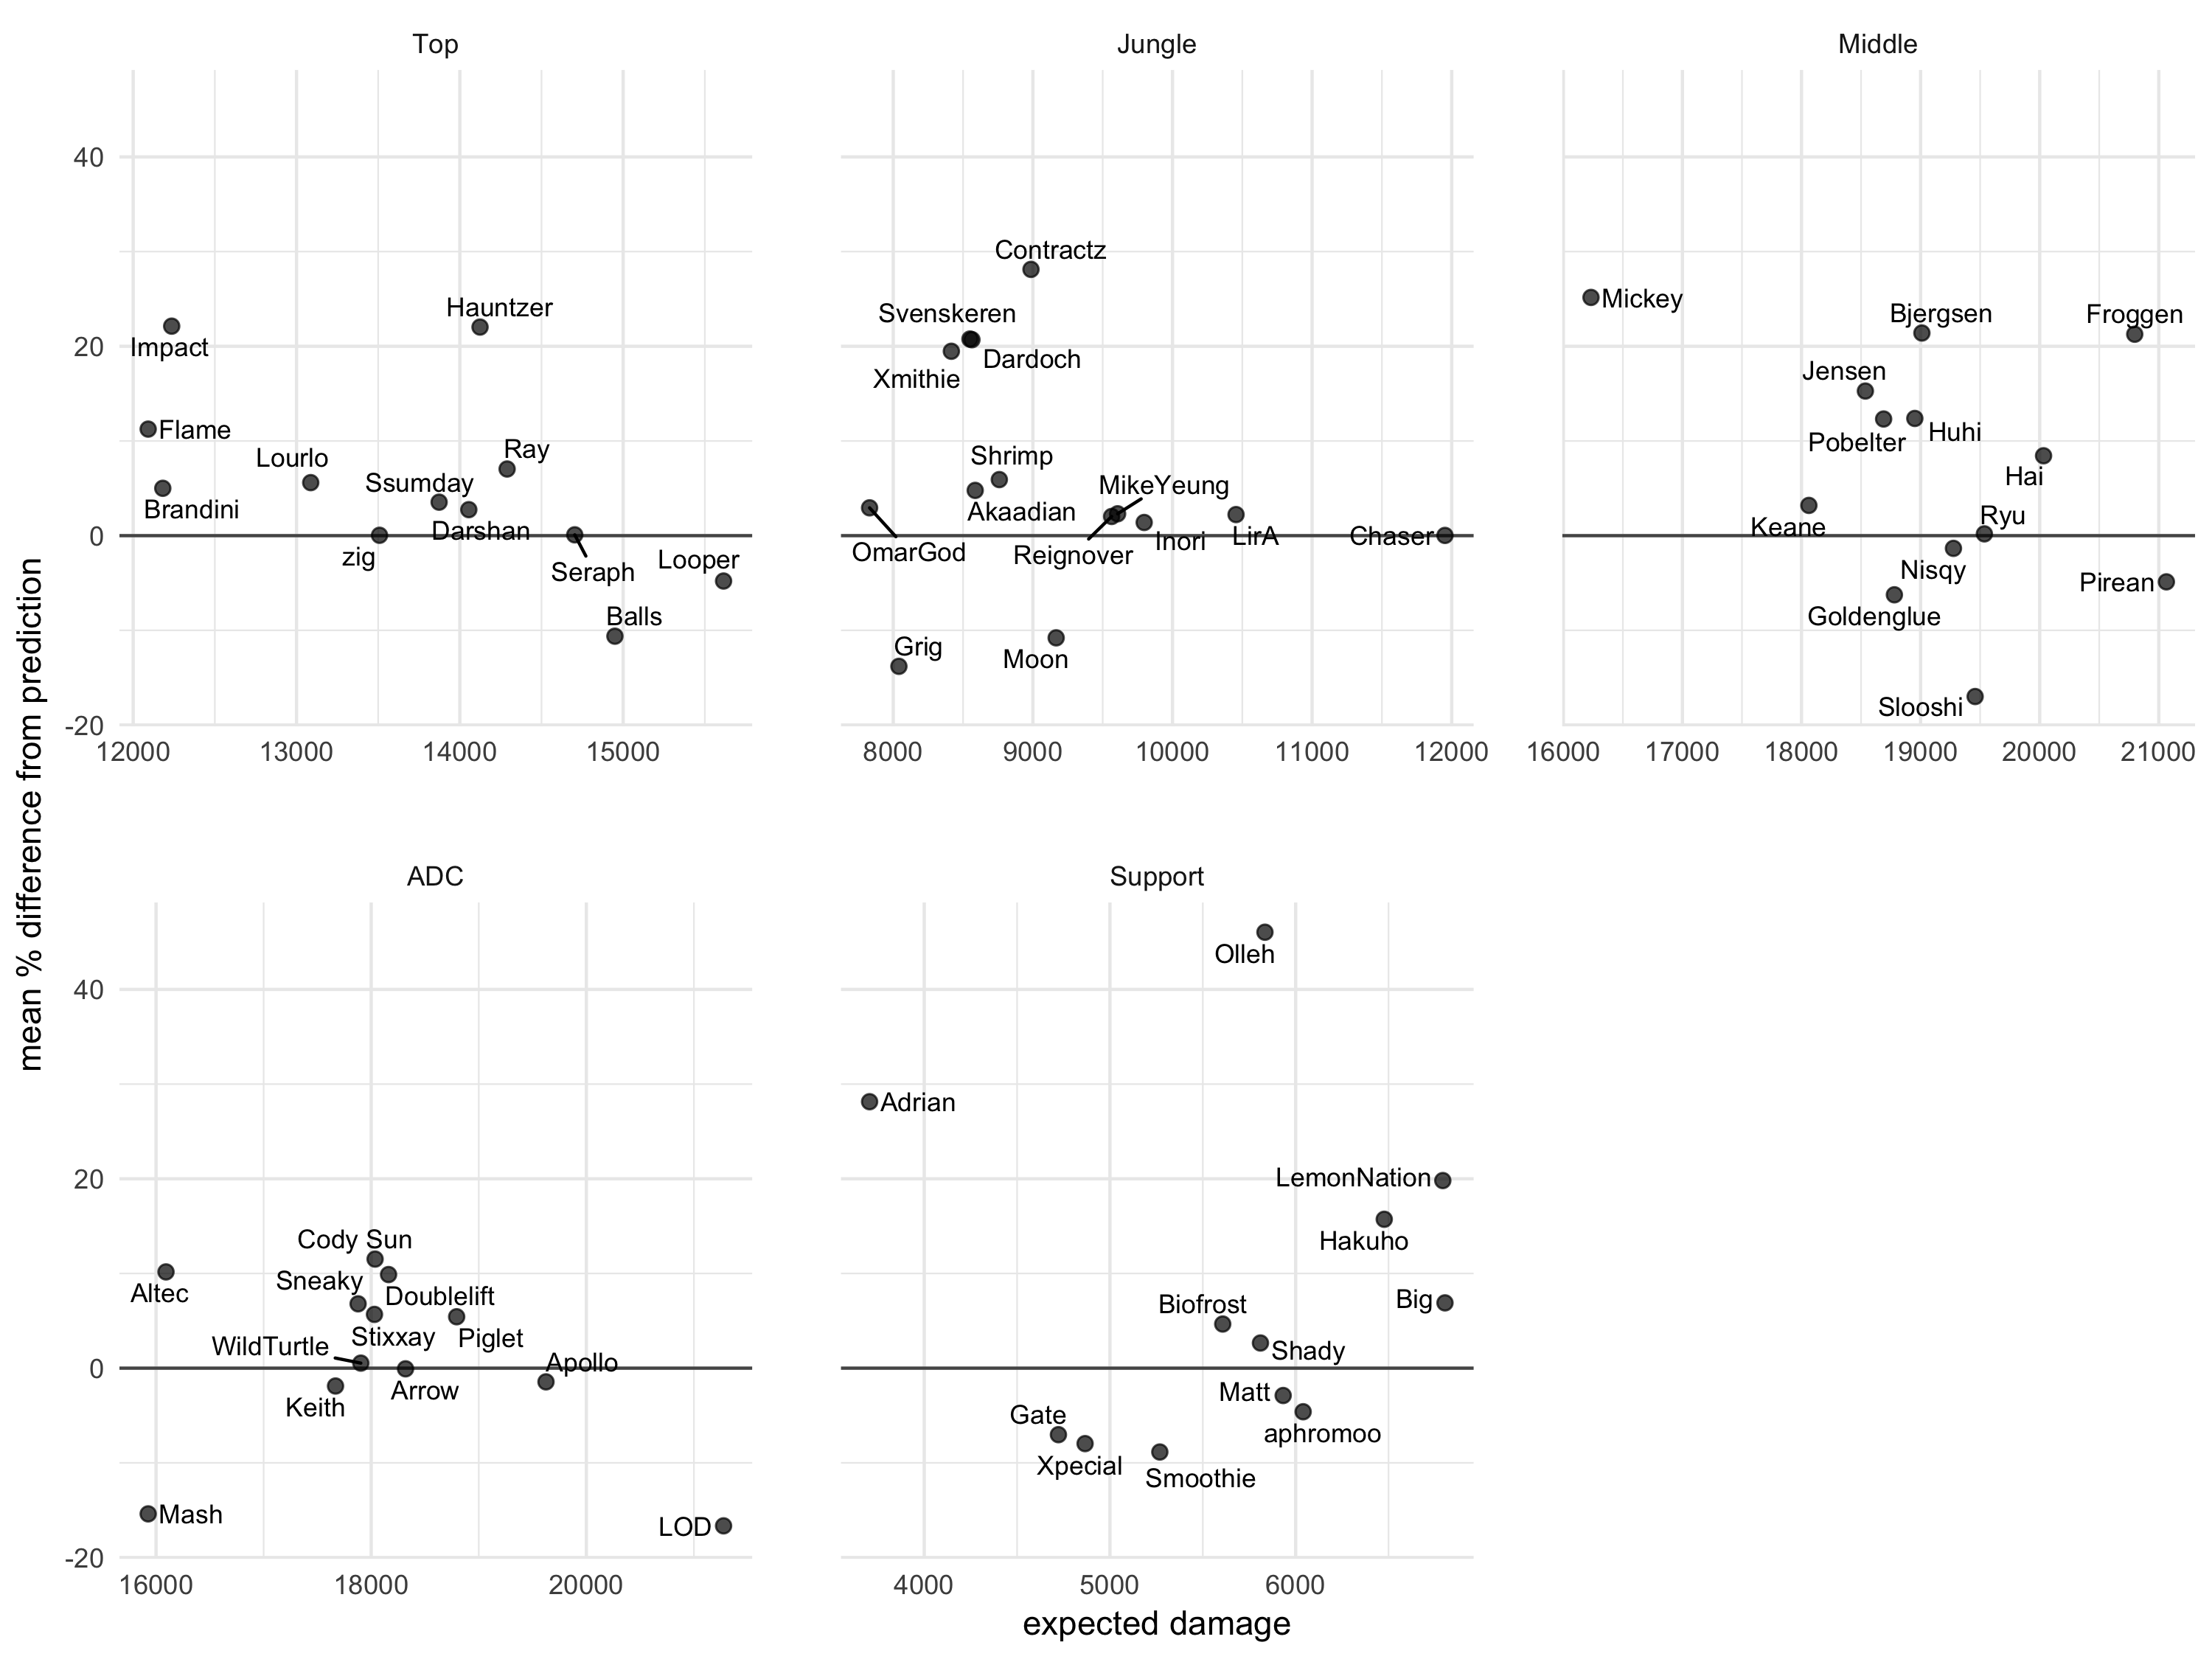 Top
Jungle
Middle
mean % difference from prediction
40
20
0
-20
Impact
Hauntzer
Flame
Brandini
Lourlo
Ray
Ssumday
Darshan
zig
Seraph
Looper
Balls
12000 13000 14000 15000
Contractz
Svenskeren
Dardoch
Xmithie
Shrimp
MikeYeung
Akaadian
OmarGod
Reignover
Inori
LirA
Chaser
Grig
Moon
8000 9000 10000 11000 12000
Mickey
Bjergsen
Froggen
Jensen
Pobelter
Huhi
Hai
Keane
Ryu
Nisqy
Pirean
Goldenglue
Slooshi
16000 17000 18000 19000 20000 21000
ADC
Support
40
20
0
-20
Cody Sun
Altec
Sneaky
Doublelift
Stixxay
Piglet
WildTurtle
Apollo
Keith
Arrow
Mash
LOD
16000 18000 20000
Olleh
Adrian
LemonNation
Hakuho
Big
Biofrost
Shady
Matt
aphromoo
Gate
Xpecial
Smoothie
4000 5000 6000
expected damage